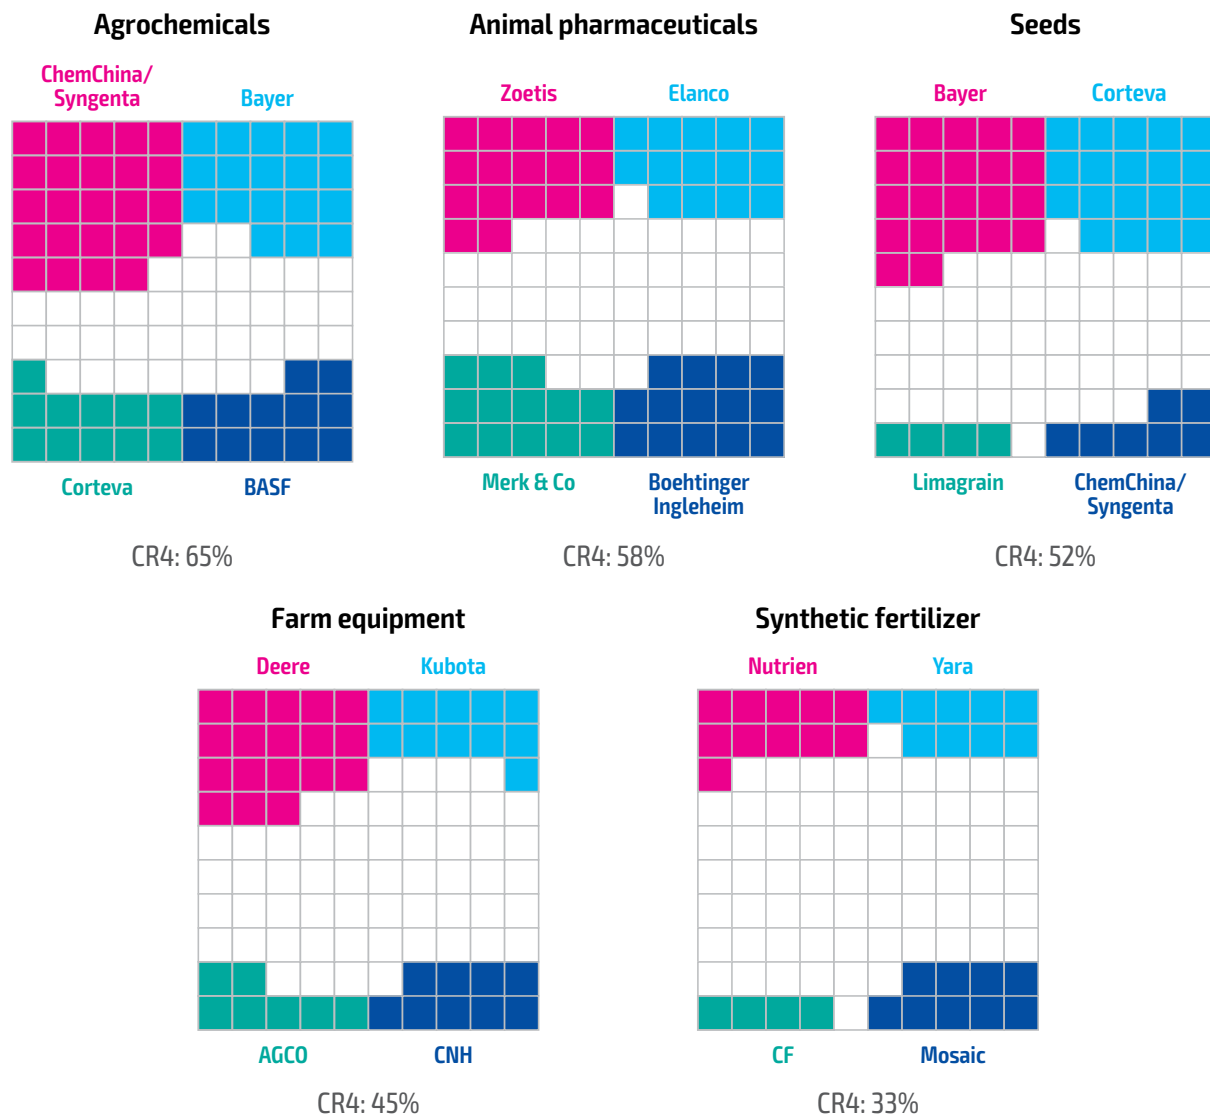 Agrochemicals
Animal pharmaceuticals
Seeds
ChemChina/
Syngenta
Bayer
Zoetis
Elanco
Bayer
Corteva
Corteva
BASF
Merk & Co
Boehtinger
Ingleheim
Limagrain
ChemChina/
Syngenta
CR4: 65%
CR4: 58%
CR4: 52%
Farm equipment
Synthetic fertilizer
Deere
Kubota
Nutrien
Yara
AGCO
CNH
CF
Mosaic
CR4: 45%
CR4: 33%